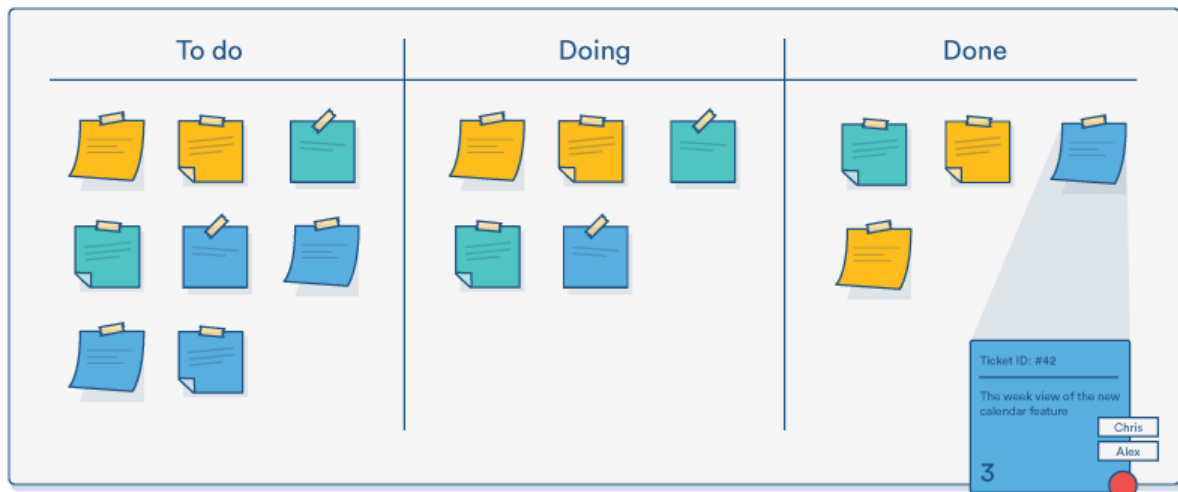 To do
Doing
Done
Ticket ID: #42
The week view of the new
calendar feature
Chris
Alex
3